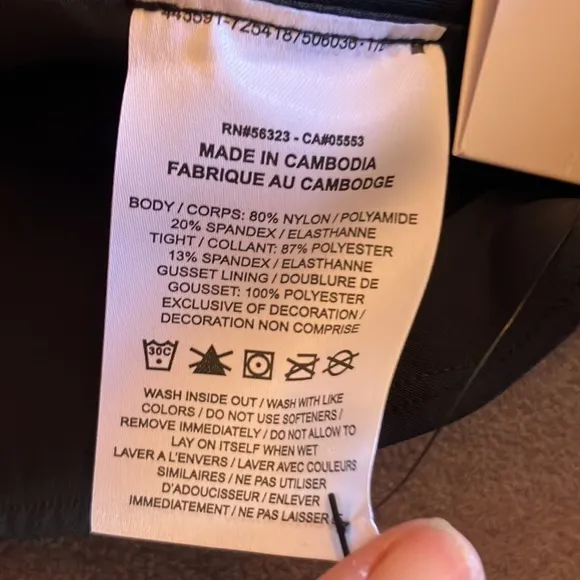 RN#56323 - CA#05553
MADE IN CAMBODIA
FABRIQUE AU CAMBODGE
BODY / CORPS: 80% NYLON / POLYAMIDE
20% SPANDEX / ELASTHANNE
TIGHT / COLLANT: 87% POLYESTER
13% SPANDEX / ELASTHANNE
GUSSET LINING / DOUBLURE DE
GOUSSET: 100% POLYESTER
EXCLUSIVE OF DECORATION /
DECORATION NON COMPRISE
30C
WASH INSIDE OUT / WASH WITH LIKE
COLORS / DO NOT USE SOFTENERS /
REMOVE IMMEDIATELY / DO NOT ALLOW TO
LAY ON ITSELF WHEN WET
LAVER A L'ENVERS / LAVER AVEC COULEURS
SIMILAIRES / NE PAS UTILISER
D'ADOUCISSEUR / ENLEVER
IMMEDIATEMENT / NE PAS LAISSER